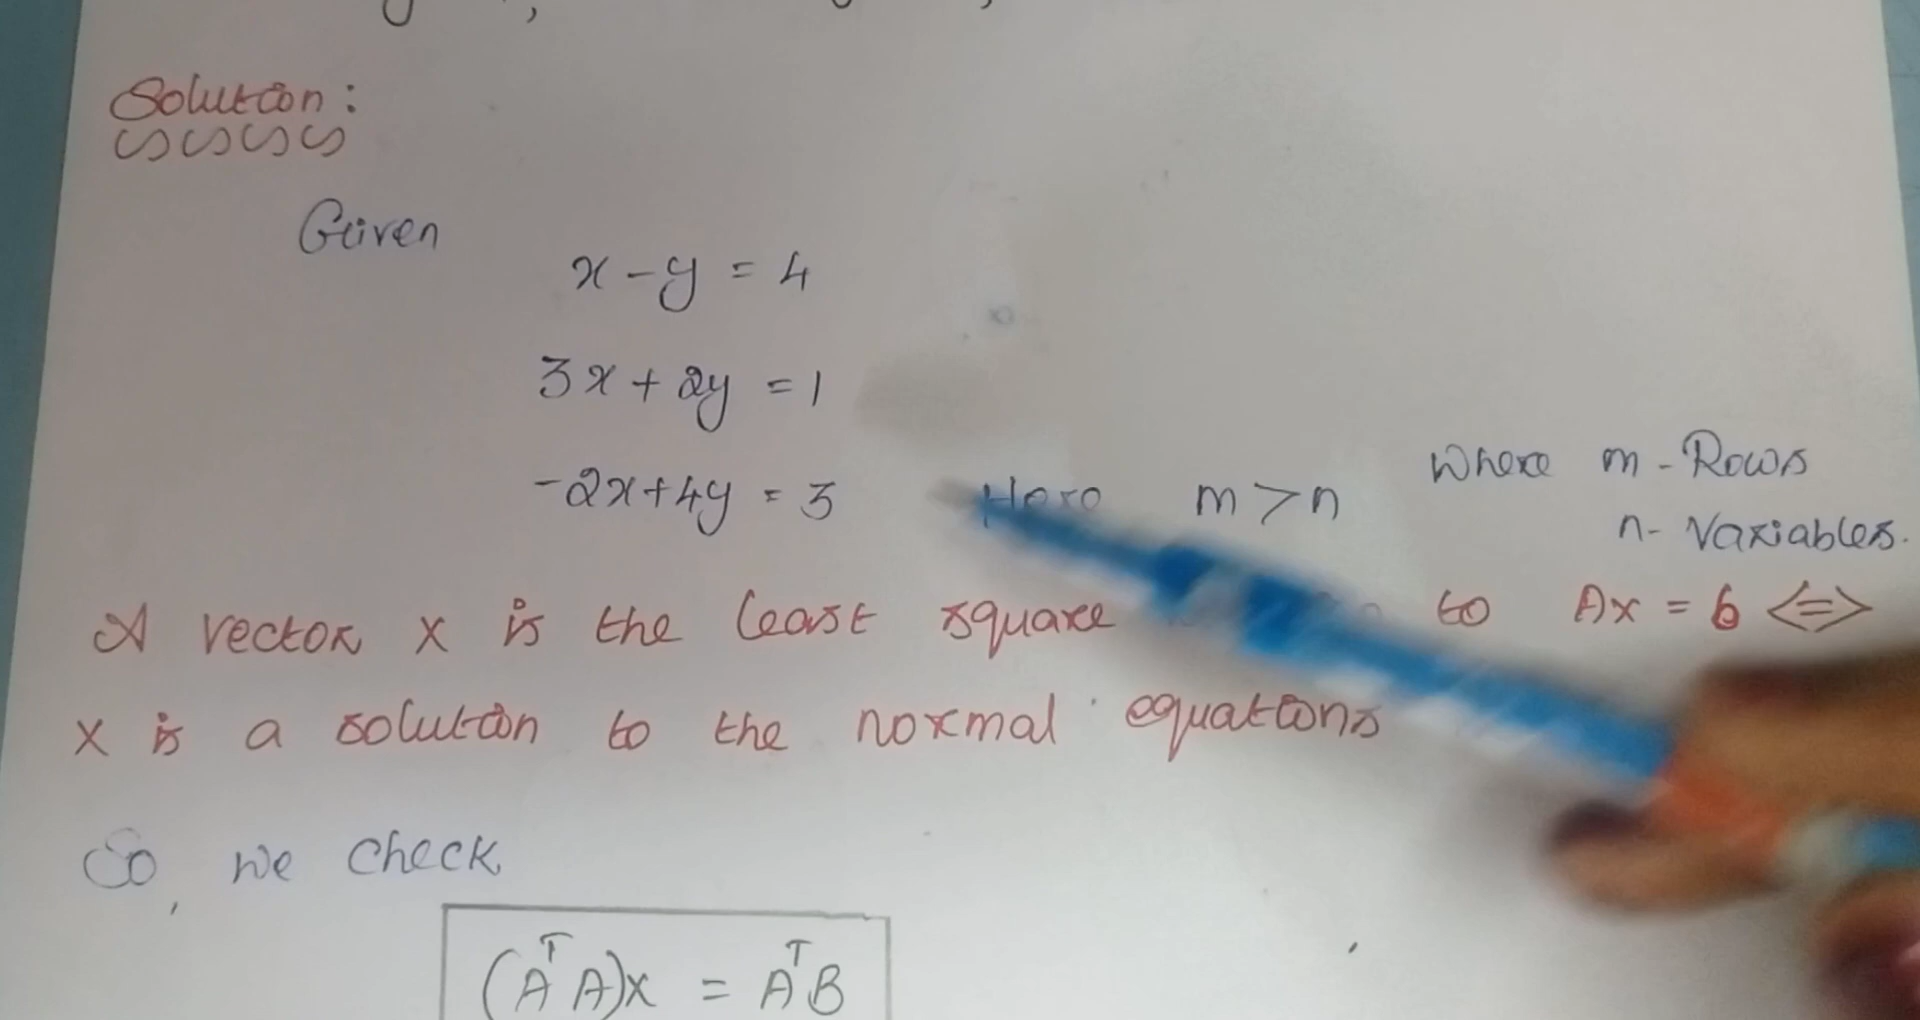 Solution:
Given
x - y = 4
3x + 2y = 1
-2x + 4y = 3 Here m > n Where m - Rows
n - Variables.
A vector x is the least square to Ax = b <=>
x is a solution to the normal equations
So, we check
(AᵀA)x = AᵀB